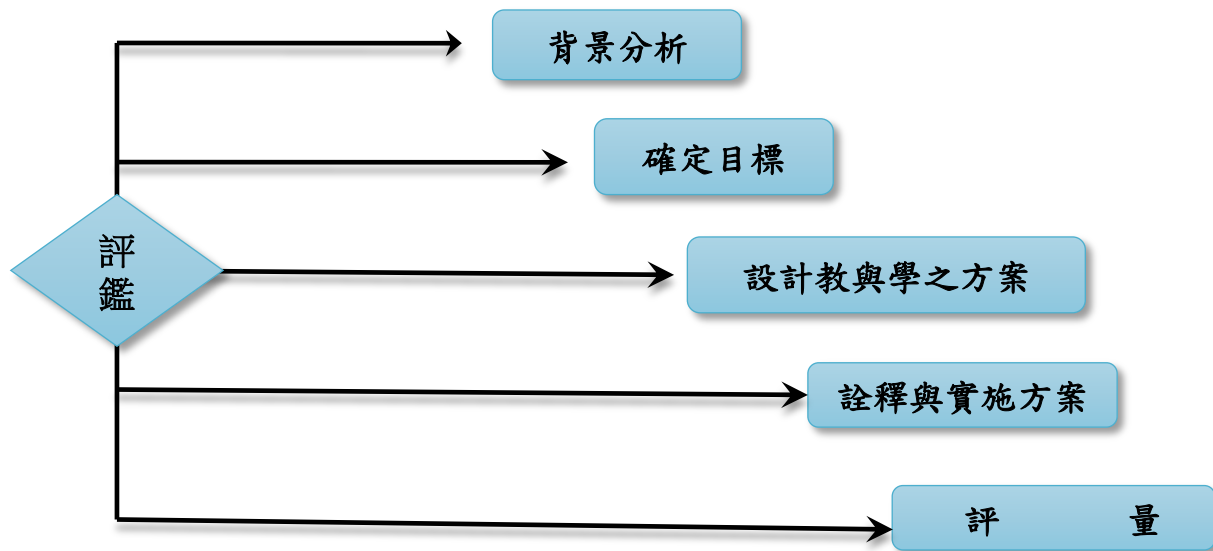 背景分析
確定目標
評
鑑
設計教與學之方案
詮釋與實施方案
評 量